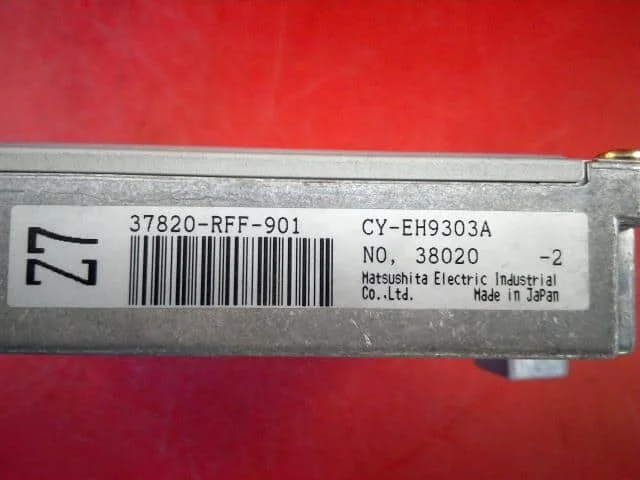 Z7
37820-RFF-901
CY-EH9303A
NO, 38020 -2
Matsushita Electric Industrial
Co.,Ltd. Made in Japan